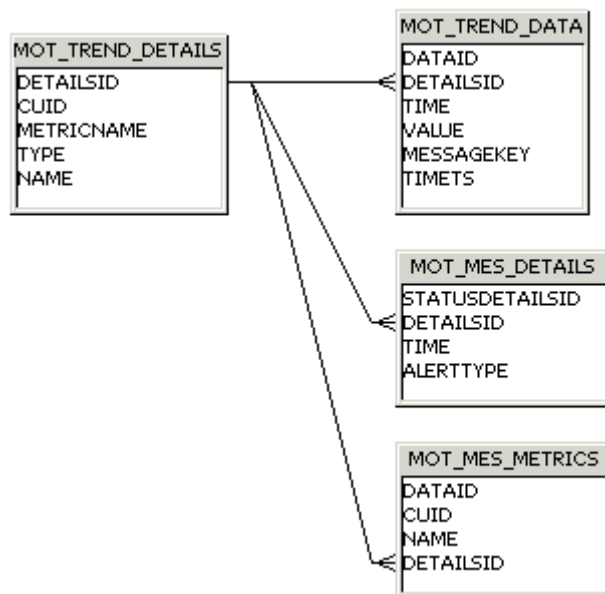 MOT_TREND_DETAILS
DETAILSID
CUID
METRICNAME
TYPE
NAME
MOT_TREND_DATA
DATAID
DETAILSID
TIME
VALUE
MESSAGEKEY
TIMETS
MOT_MES_DETAILS
STATUSDETAILSID
DETAILSID
TIME
ALERTTYPE
MOT_MES_METRICS
DATAID
CUID
NAME
DETAILSID